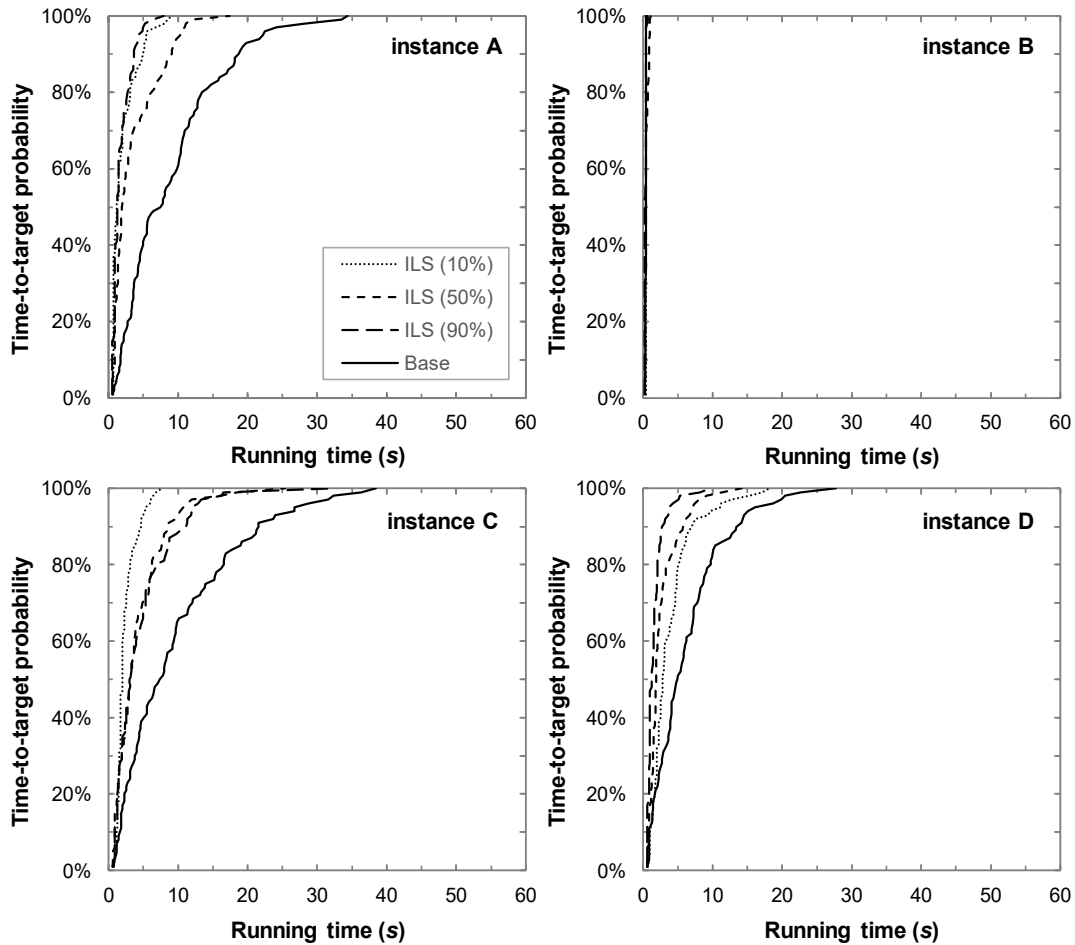 instance A
Time-to-target probability
100%
80%
60%
40%
20%
0%
ILS (10%)
ILS (50%)
ILS (90%)
Base
0 10 20 30 40 50 60
Running time (s)
instance B
Time-to-target probability
100%
80%
60%
40%
20%
0%
0 10 20 30 40 50 60
Running time (s)
instance C
Time-to-target probability
100%
80%
60%
40%
20%
0%
0 10 20 30 40 50 60
Running time (s)
instance D
Time-to-target probability
100%
80%
60%
40%
20%
0%
0 10 20 30 40 50 60
Running time (s)